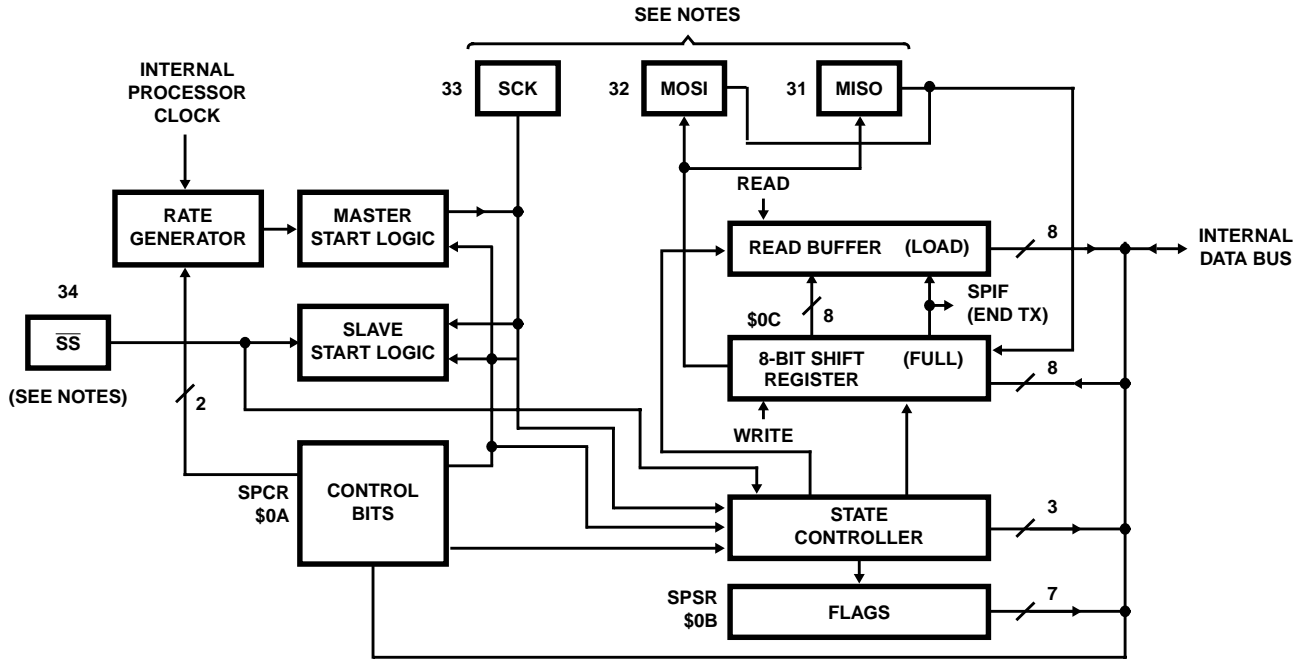 SEE NOTES
INTERNAL
PROCESSOR
CLOCK
33
SCK
32
MOSI
31
MISO
READ
RATE
GENERATOR
MASTER
START LOGIC
READ BUFFER (LOAD)
8
INTERNAL
DATA BUS
34
SS
(SEE NOTES)
SLAVE
START LOGIC
$0C
8
SPIF
(END TX)
8-BIT SHIFT
REGISTER
(FULL)
8
2
WRITE
SPCR
$0A
CONTROL
BITS
STATE
CONTROLLER
3
SPSR
$0B
FLAGS
7